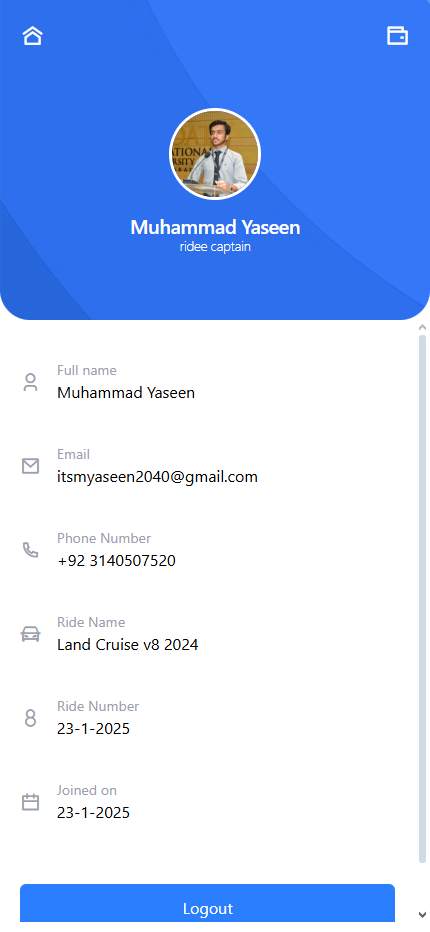 ATIONAL
Muhammad Yaseen
ridee captain
Full name
Muhammad Yaseen
Email
itsmyaseen2040@gmail.com
Phone Number
+92 3140507520
Ride Name
Land Cruise v8 2024
Ride Number
23-1-2025
Joined on
23-1-2025
Logout